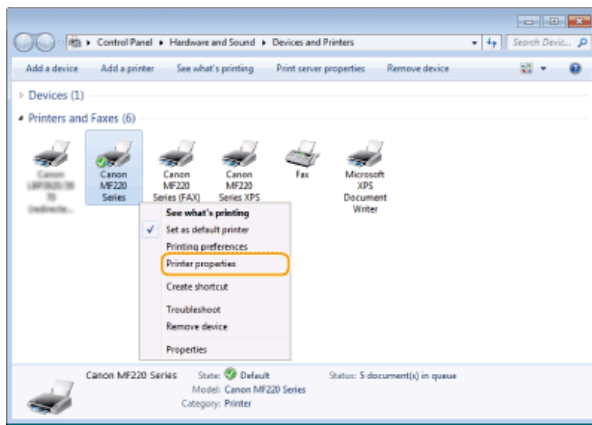 Control Panel Hardware and Sound Devices and Printers Search Devic...
Add a device Add a printer See what's printing Print server properties Remove device
Devices (1)
Printers and Faxes (6)
Canon
MF220
Series
Canon
MF220
Series (FAX)
Canon
MF220
Series XPS
Fax
Microsoft
XPS
Document
Writer
See what's printing
Set as default printer
Printing preferences
Printer properties
Create shortcut
Troubleshoot
Remove device
Properties
Canon MF220 Series State: Default Status: 5 document(s) in queue
Model: Canon MF220 Series
Category: Printer